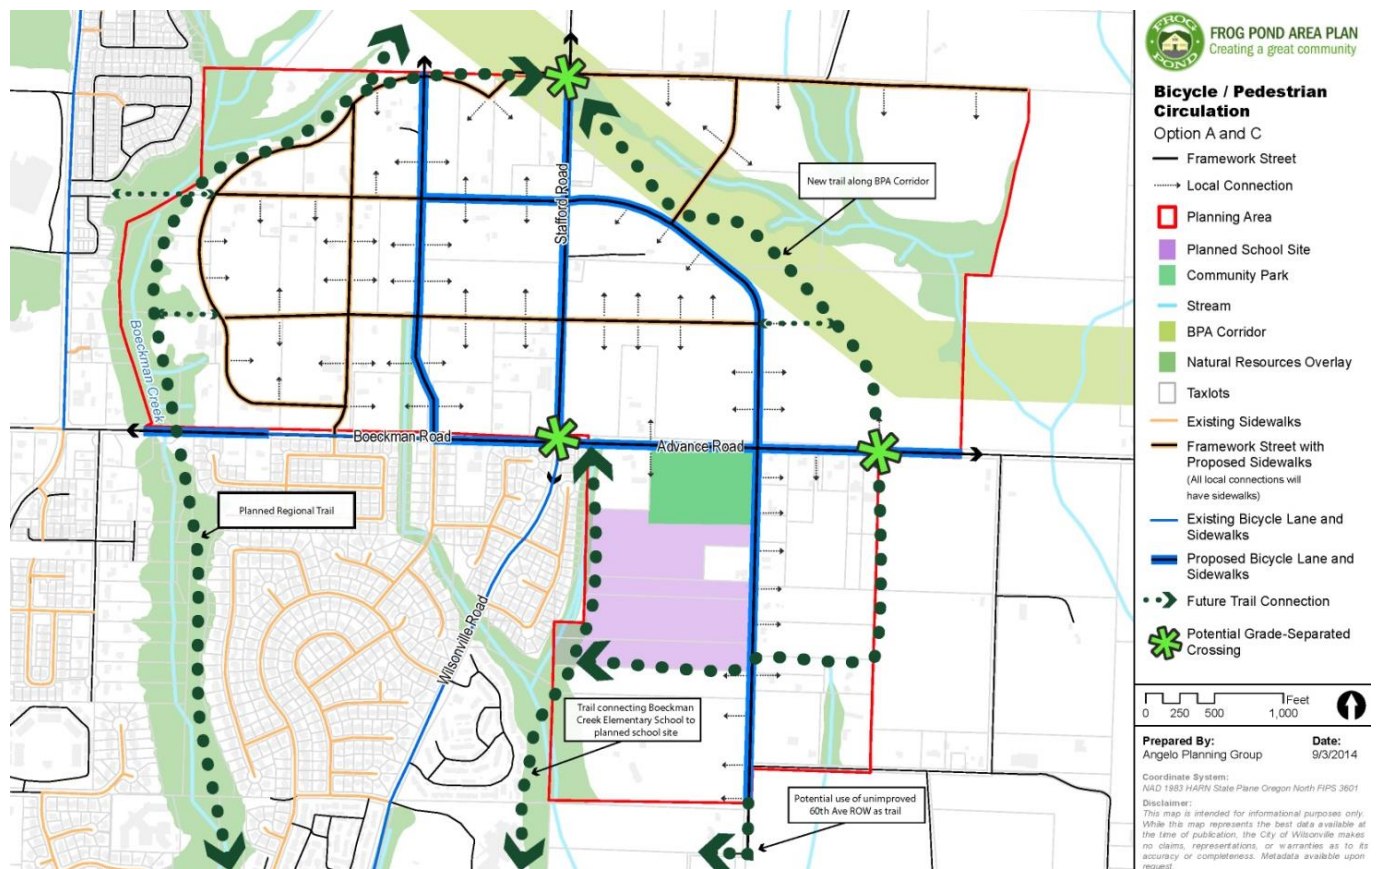 FROG POND
FROG POND AREA PLAN
Creating a great community
Bicycle / Pedestrian
Circulation
Option A and C
Framework Street
Local Connection
Planning Area
Planned School Site
Community Park
Stream
BPA Corridor
Natural Resources Overlay
Taxlots
Existing Sidewalks
Framework Street with
Proposed Sidewalks
(All local connections will
have sidewalks)
Existing Bicycle Lane and
Sidewalks
Proposed Bicycle Lane and
Sidewalks
Future Trail Connection
Potential Grade-Separated
Crossing
Feet
0 250 500 1,000
Prepared By: Date:
Angelo Planning Group 9/3/2014
Coordinate System:
NAD 1983 HARN State Plane Oregon North FIPS 3601
Disclaimer:
This map is intended for informational purposes only.
While this map represents the best data available at
the time of publication, the City of Wilsonville makes
no claims, representations, or warranties as to its
accuracy or completeness. Metadata available upon
request.
New trail along BPA Corridor
Stafford Road
Boeckman Creek
Boeckman Road
Advance Road
Planned Regional Trail
Wilsonville Road
Trail connecting Boeckman
Creek Elementary School to
planned school site
Potential use of unimproved
60th Ave ROW as trail